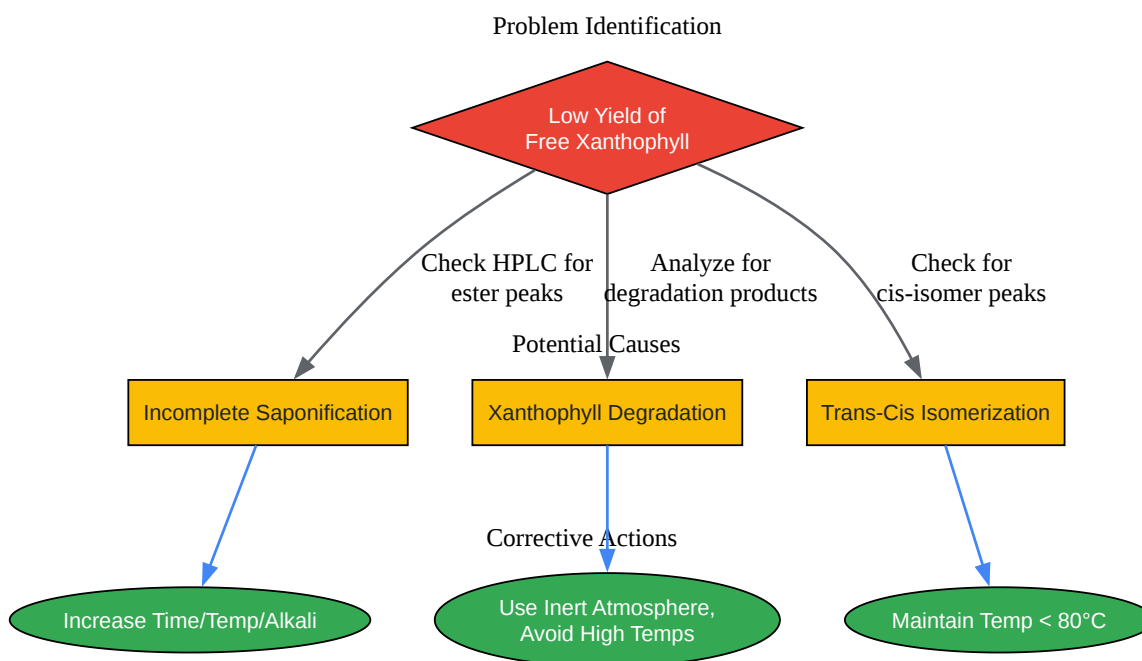 Problem Identification
Low Yield of
Free Xanthophyll
Check HPLC for
ester peaks
Analyze for
degradation products
Check for
cis-isomer peaks
Potential Causes
Incomplete Saponification
Xanthophyll Degradation
Trans-Cis Isomerization
Corrective Actions
Increase Time/Temp/Alkali
Use Inert Atmosphere,
Avoid High Temps
Maintain Temp < 80°C